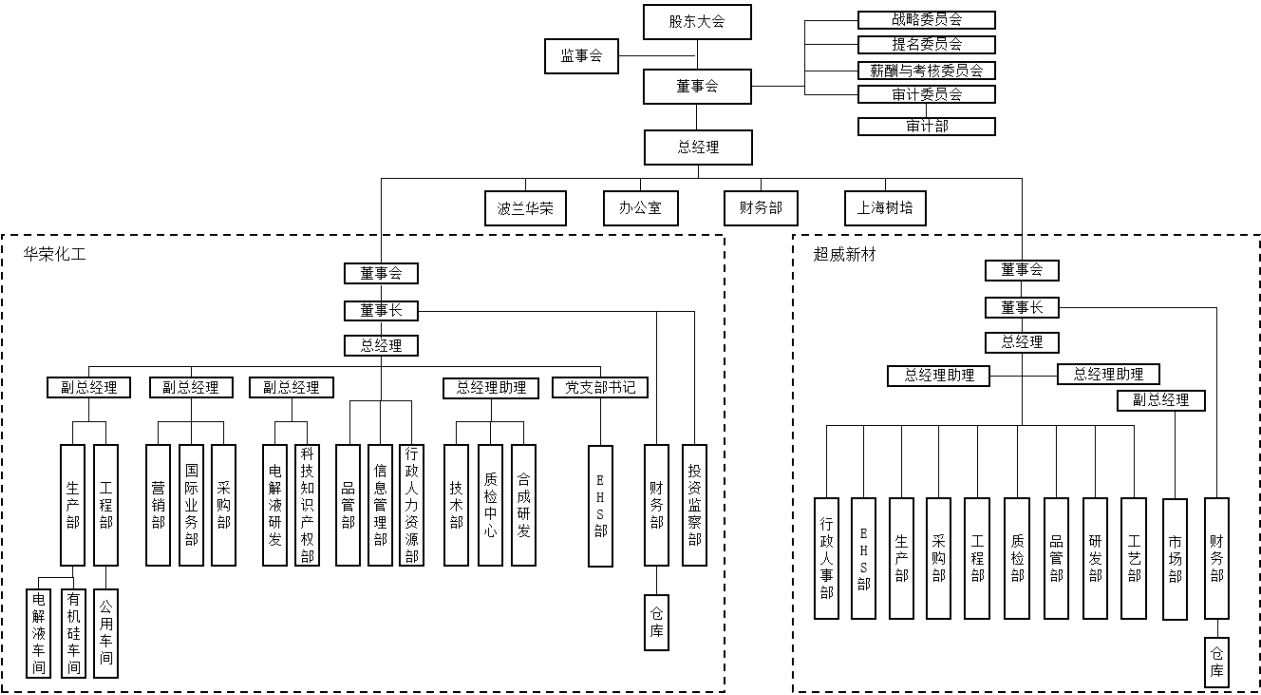 股东大会
监事会
董事会
战略委员会
提名委员会
薪酬与考核委员会
审计委员会
审计部
总经理
波兰华荣
办公室
财务部
上海树培
华荣化工
董事会
董事长
总经理
副总经理
副总经理
副总经理
总经理助理
党支部书记
生产部
工程部
营销部
国际业务部
采购部
电解液研发
科技知识产权部
品管部
信息管理部
行政人力资源部
技术部
质检中心
合成研发
EHS部
财务部
投资监察部
电解液车间
有机硅车间
公用车间
仓库
超威新材
董事会
董事长
总经理
总经理助理
总经理助理
副总经理
行政人事部
EHS部
生产部
采购部
工程部
质检部
品管部
研发部
工艺部
市场部
财务部
仓库